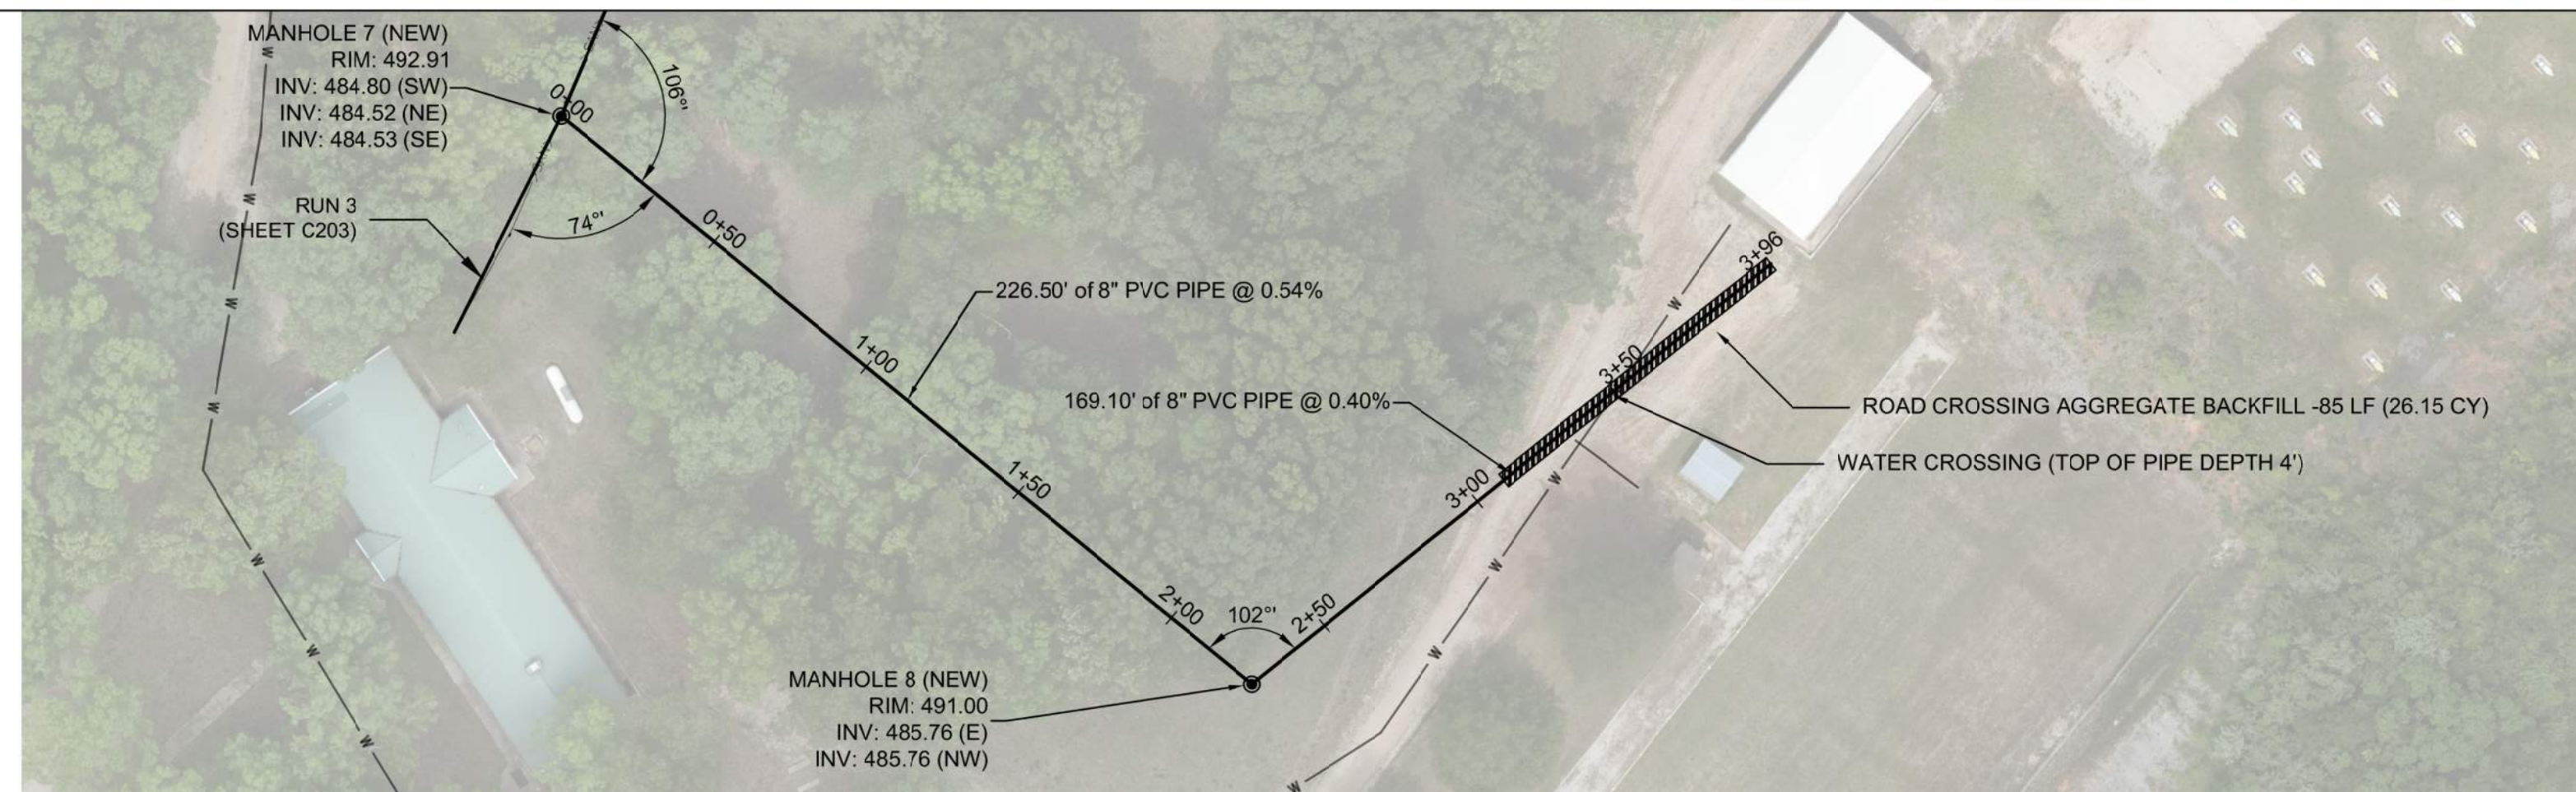 MANHOLE 7 (NEW)
RIM: 492.91
INV: 484.80 (SW)
INV: 484.52 (NE)
INV: 484.53 (SE)
0+00
106°'
RUN 3
(SHEET C203)
74°'
0+50
3+96
226.50' of 8" PVC PIPE @ 0.54%
1+00
3+50
169.10' of 8" PVC PIPE @ 0.40%
ROAD CROSSING AGGREGATE BACKFILL -85 LF (26.15 CY)
WATER CROSSING (TOP OF PIPE DEPTH 4')
1+50
3+00
2+00
102°'
2+50
MANHOLE 8 (NEW)
RIM: 491.00
INV: 485.76 (E)
INV: 485.76 (NW)
W
W
W
W
W
W
W
W
W
W
W
W